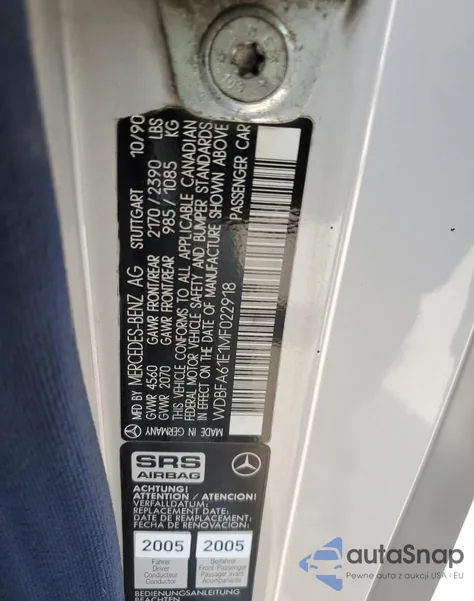 MFD BY MERCEDES-BENZ AG STUTTGART 10/90
GVWR 4560 GAWR FRONT/REAR 2170 / 2390 LBS
GVWR 2070 GAWR FRONT/REAR 985 / 1085 KG
THIS VEHICLE CONFORMS TO ALL APPLICABLE CANADIAN
FEDERAL MOTOR VEHICLE SAFETY AND BUMPER STANDARDS
IN EFFECT ON THE DATE OF MANUFACTURE SHOWN ABOVE
WDBFA61E1MF022918 PASSENGER CAR
MADE IN GERMANY
SRS
AIRBAG
ACHTUNG!
ATTENTION / ATENCION!
VERFALLDATUM:
REPLACEMENT DATE:
DATE DE REMPLACEMENT:
FECHA DE RENOVACION:
2005 2005
Fahrer
Driver
Conducteur
Conductor
Beifahrer
Front-Passenger
Passager avant
Acompañante
BEDIENUNGSANLEITUNG
autoSnap
Pewne auta z aukcji USA i EU